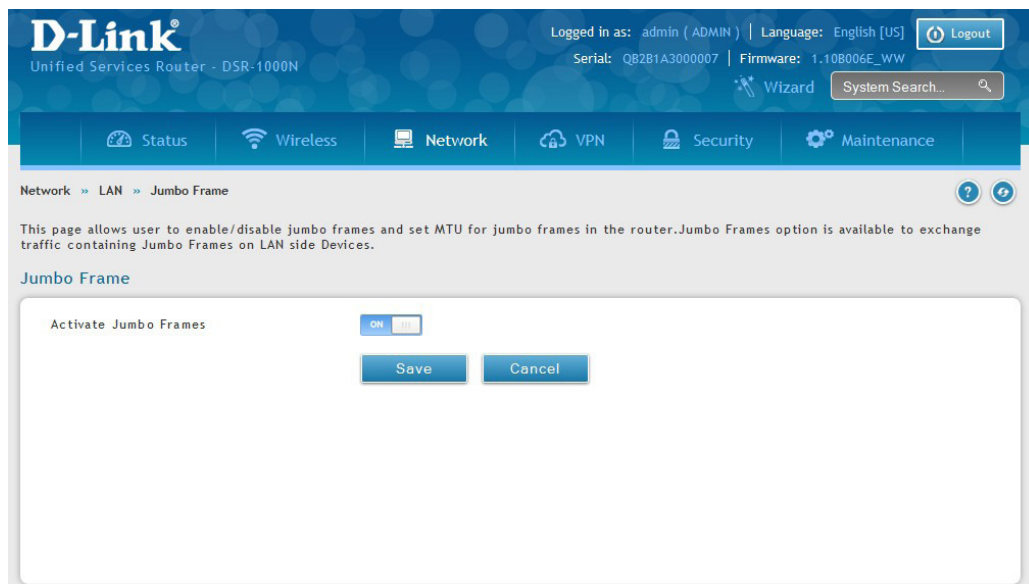 D-Link®
Logged in as: admin ( ADMIN ) | Language: English [US]
Logout
Unified Services Router - DSR-1000N
Serial: QB2B1A3000007 | Firmware: 1.10B006E_WW
Wizard
System Search...
Status
Wireless
Network
VPN
Security
Maintenance
Network » LAN » Jumbo Frame
?
This page allows user to enable/disable jumbo frames and set MTU for jumbo frames in the router.Jumbo Frames option is available to exchange
traffic containing Jumbo Frames on LAN side Devices.
Jumbo Frame
Activate Jumbo Frames
ON
Save
Cancel